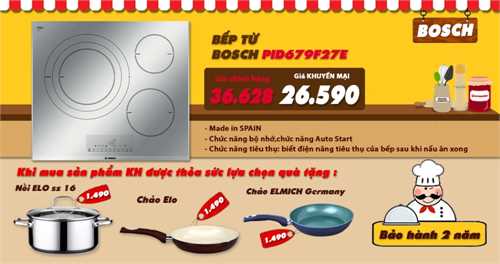 BẾP TỪ
BOSCH PID679F27E
BOSCH
Giá chính hãng
Giá KHUYẾN MẠI
36.628
26.590
- Made in SPAIN
- Chức năng bộ nhớ,chức năng Auto Start
- Chức năng tiêu thụ: biết điện năng tiêu thụ của bếp sau khi nấu ăn xong
Khi mua sản phẩm KH được thỏa sức lựa chọn quà tặng :
Nồi ELO sz 16
1.490
Chảo Elo
1.490
Chảo ELMICH Germany
1.490
Bảo hành 2 năm